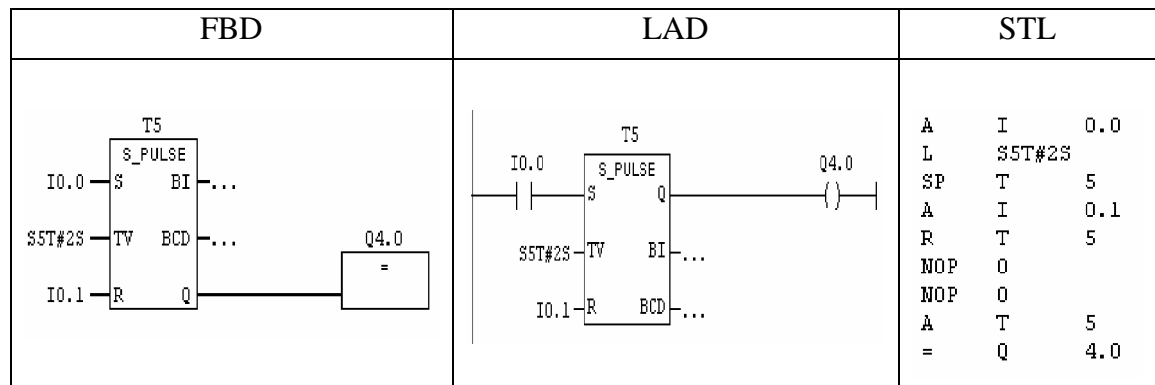 FBD
LAD
STL
T5
S_PULSE
I0.0 S BI ...
S5T#2S TV BCD ...
Q4.0
=
I0.1 R Q
T5
I0.0
S_PULSE
Q4.0
S Q
( )
S5T#2S TV BI ...
I0.1 R BCD ...
A I 0.0
L S5T#2S
SP T 5
A I 0.1
R T 5
NOP 0
NOP 0
A T 5
= Q 4.0